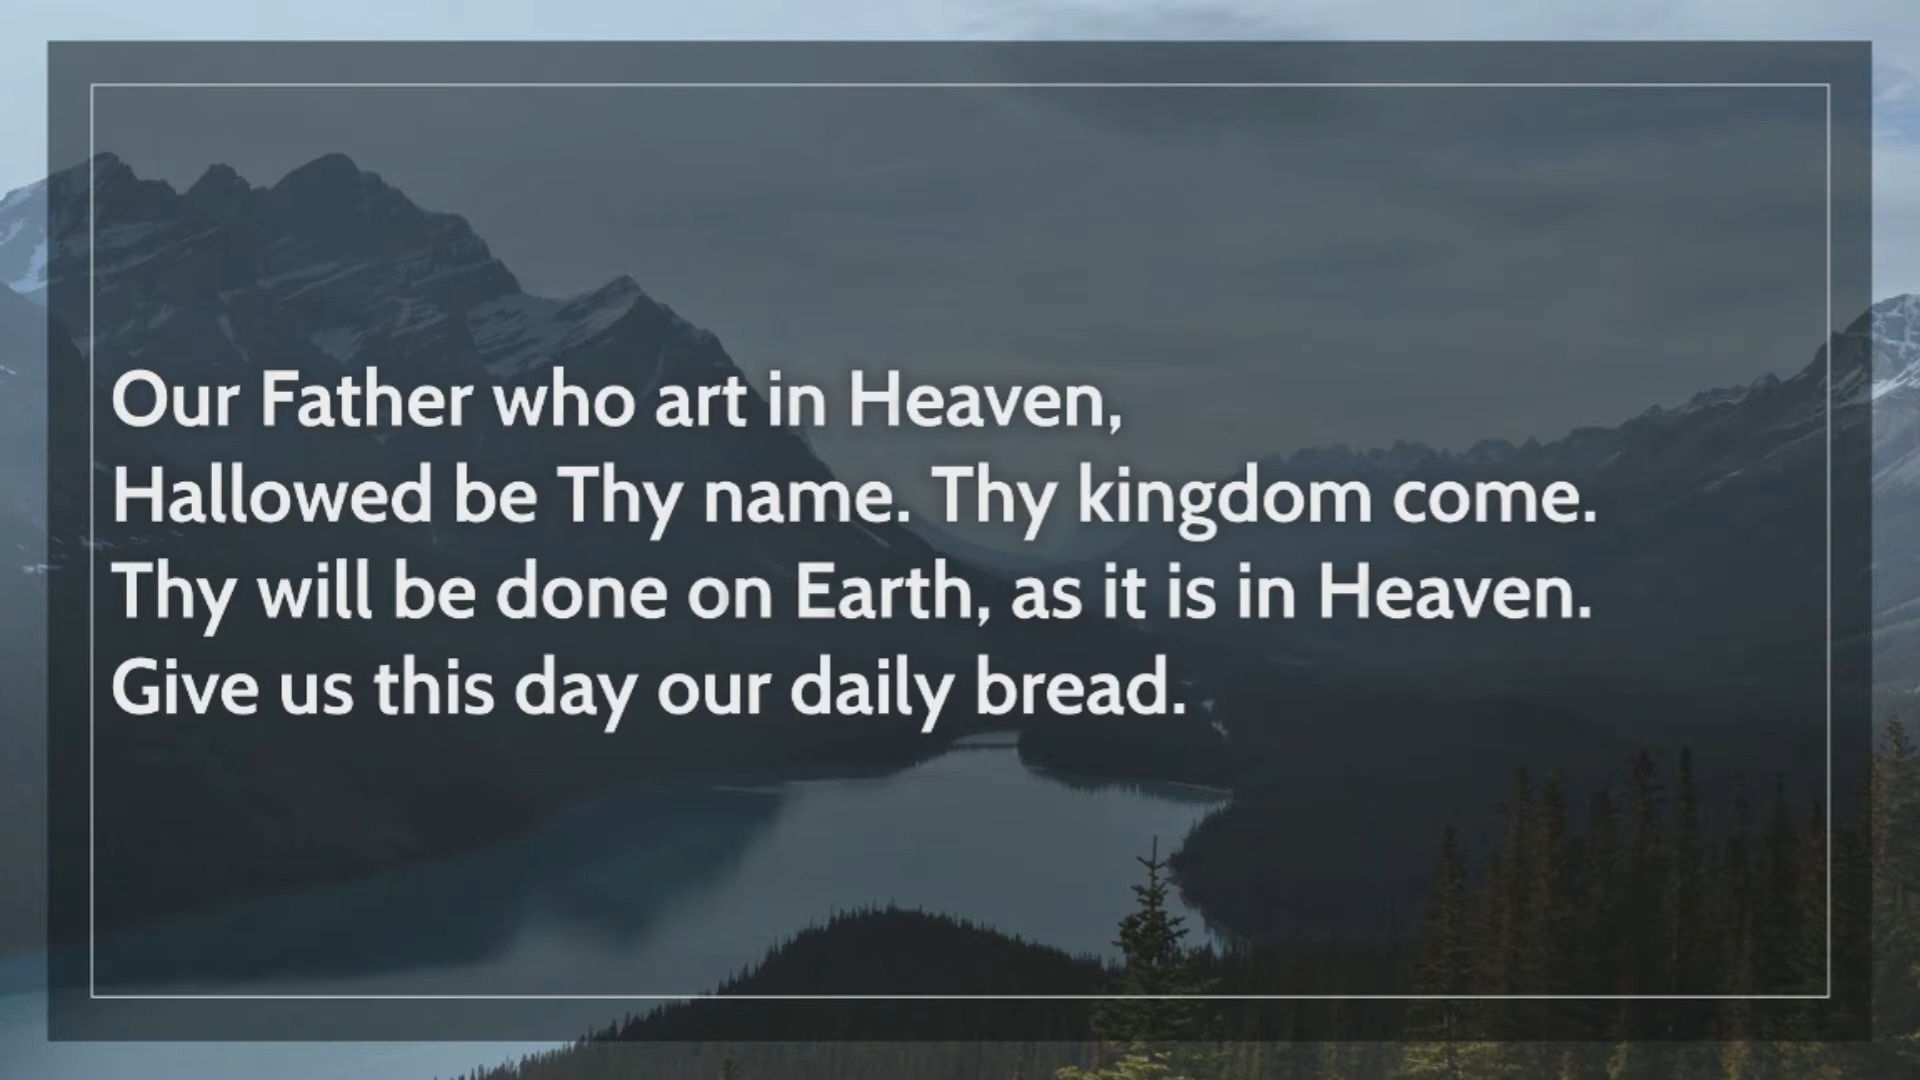 Our Father who art in Heaven,
Hallowed be Thy name. Thy kingdom come.
Thy will be done on Earth, as it is in Heaven.
Give us this day our daily bread.